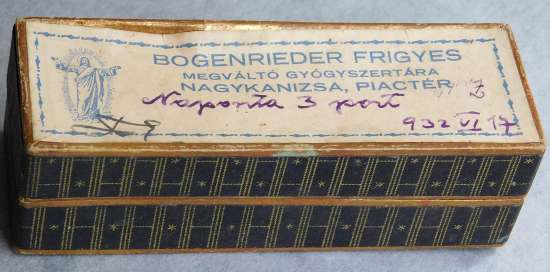 BOGENRIEDER FRIGYES
MEGVÁLTÓ GYÓGYSZERTÁRA
NAGYKANIZSA, PIACTÉR
Naponta 3 port
932 VI 17